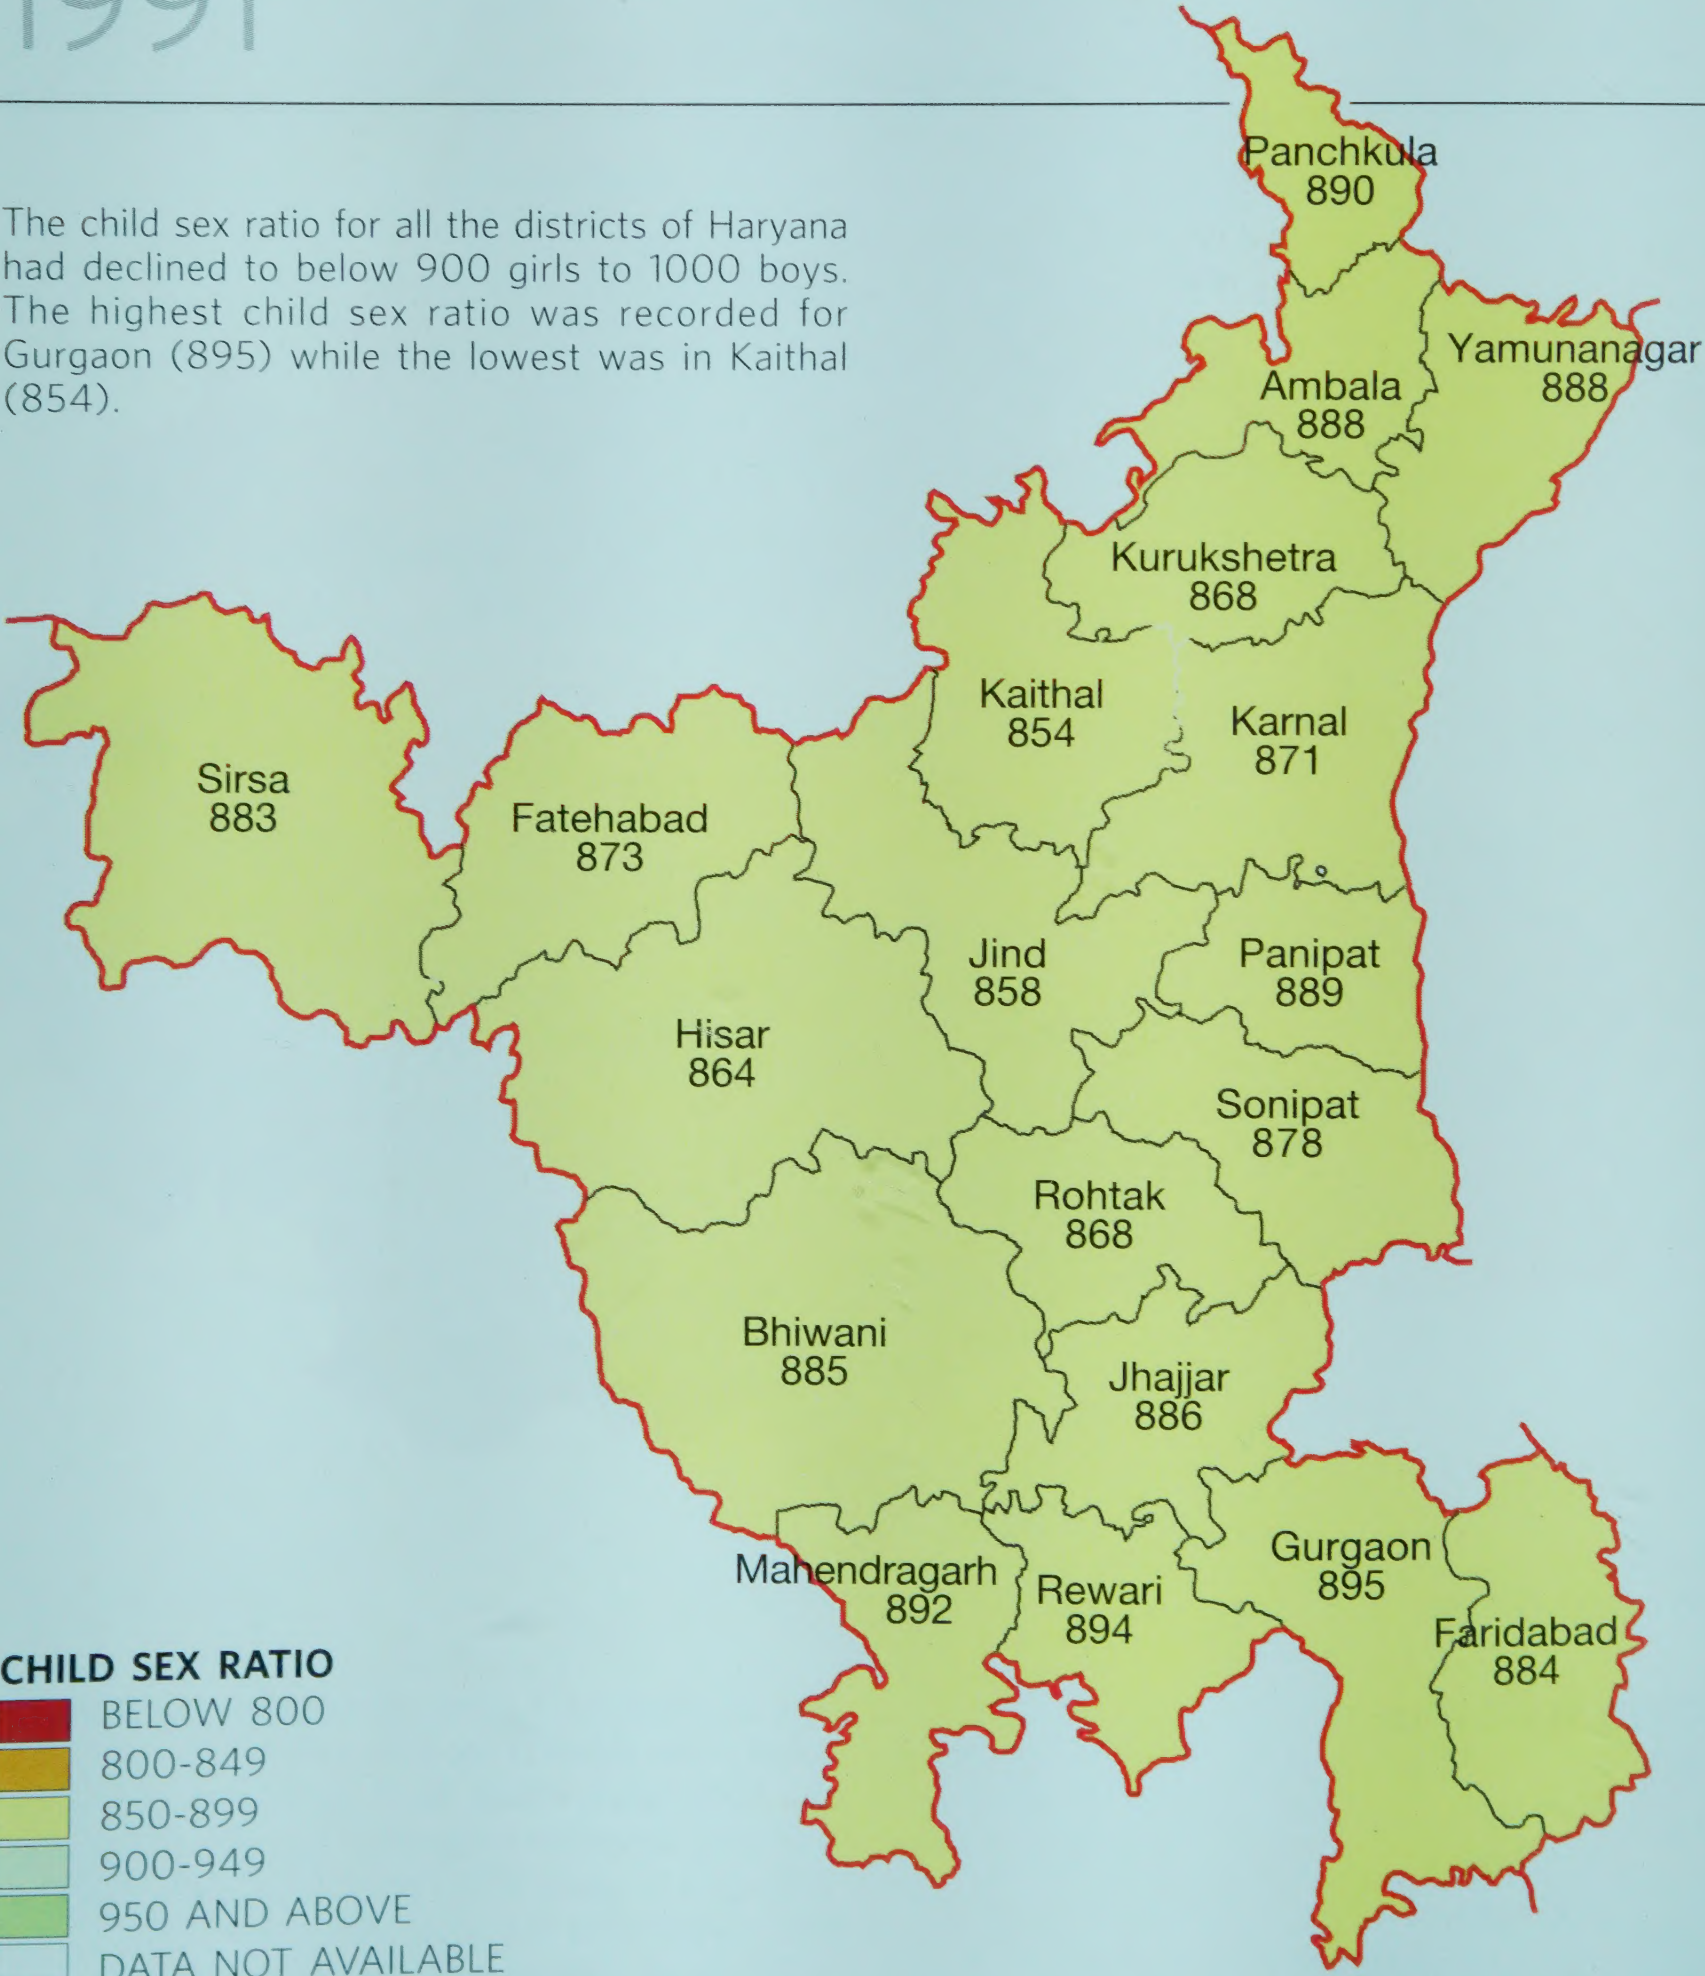 1991
The child sex ratio for all the districts of Haryana
had declined to below 900 girls to 1000 boys.
The highest child sex ratio was recorded for
Gurgaon (895) while the lowest was in Kaithal
(854).
Panchkula
890
Yamunanagar
888
Ambala
888
Kurukshetra
868
Kaithal
854
Karnal
871
Sirsa
883
Fatehabad
873
Jind
858
Panipat
889
Hisar
864
Sonipat
878
Rohtak
868
Bhiwani
885
Jhajjar
886
Mahendragarh
892
Rewari
894
Gurgaon
895
Faridabad
884
CHILD SEX RATIO
BELOW 800
800-849
850-899
900-949
950 AND ABOVE
DATA NOT AVAILABLE